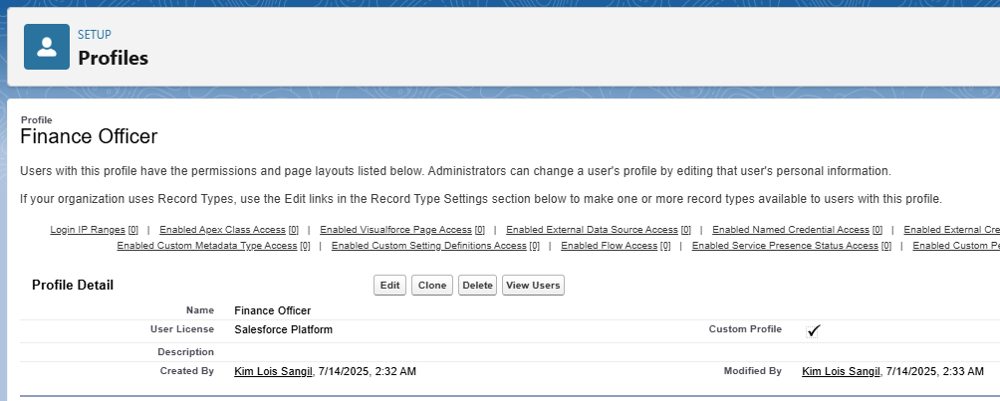 SETUP
Profiles
Profile
Finance Officer
Users with this profile have the permissions and page layouts listed below. Administrators can change a user's profile by editing that user's personal information.
If your organization uses Record Types, use the Edit links in the Record Type Settings section below to make one or more record types available to users with this profile.
Login IP Ranges [0] | Enabled Apex Class Access [0] | Enabled Visualforce Page Access [0] | Enabled External Data Source Access [0] | Enabled Named Credential Access [0] | Enabled External Cre
Enabled Custom Metadata Type Access [0] | Enabled Custom Setting Definitions Access [0] | Enabled Flow Access [0] | Enabled Service Presence Status Access [0] | Enabled Custom Pe
Profile Detail Edit Clone Delete View Users
Name Finance Officer
User License Salesforce Platform Custom Profile ✓
Description
Created By Kim Lois Sangil, 7/14/2025, 2:32 AM Modified By Kim Lois Sangil, 7/14/2025, 2:33 AM